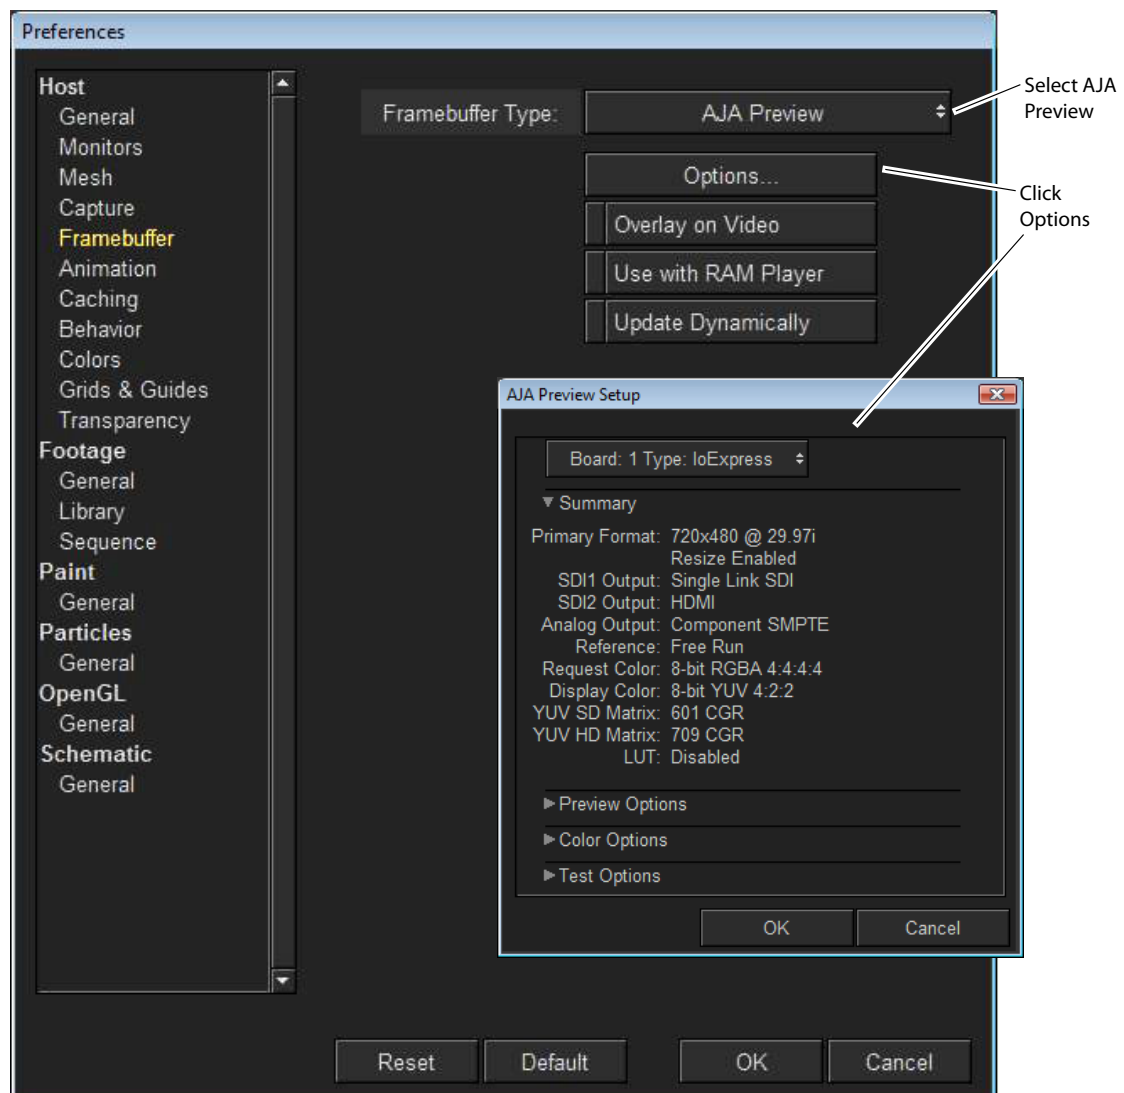 Preferences
Host
General
Monitors
Mesh
Capture
Framebuffer
Animation
Caching
Behavior
Colors
Grids & Guides
Transparency
Footage
General
Library
Sequence
Paint
General
Particles
General
OpenGL
General
Schematic
General
Framebuffer Type: AJA Preview
Options...
Overlay on Video
Use with RAM Player
Update Dynamically
Select AJA
Preview
Click
Options
AJA Preview Setup
Board: 1 Type: IoExpress
Summary
Primary Format: 720x480 @ 29.97i
Resize Enabled
SDI1 Output: Single Link SDI
SDI2 Output: HDMI
Analog Output: Component SMPTE
Reference: Free Run
Request Color: 8-bit RGBA 4:4:4:4
Display Color: 8-bit YUV 4:2:2
YUV SD Matrix: 601 CGR
YUV HD Matrix: 709 CGR
LUT: Disabled
Preview Options
Color Options
Test Options
OK Cancel
Reset Default OK Cancel